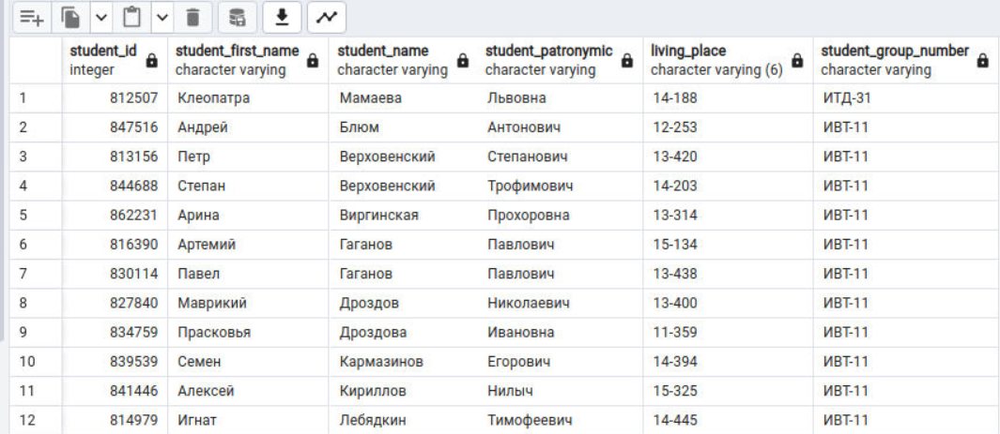 student_id student_first_name student_name student_patronymic living_place student_group_number
integer character varying character varying character varying character varying (6) character varying
1 812507 Клеопатра Мамаева Львовна 14-188 ИТД-31
2 847516 Андрей Блюм Антонович 12-253 ИВТ-11
3 813156 Петр Верховенский Степанович 13-420 ИВТ-11
4 844688 Степан Верховенский Трофимович 14-203 ИВТ-11
5 862231 Арина Виргинская Прохоровна 13-314 ИВТ-11
6 816390 Артемий Гаганов Павлович 15-134 ИВТ-11
7 830114 Павел Гаганов Павлович 13-438 ИВТ-11
8 827840 Маврикий Дроздов Николаевич 13-400 ИВТ-11
9 834759 Прасковья Дроздова Ивановна 11-359 ИВТ-11
10 839539 Семен Кармазинов Егорович 14-394 ИВТ-11
11 841446 Алексей Кириллов Нилыч 15-325 ИВТ-11
12 814979 Игнат Лебядкин Тимофеевич 14-445 ИВТ-11